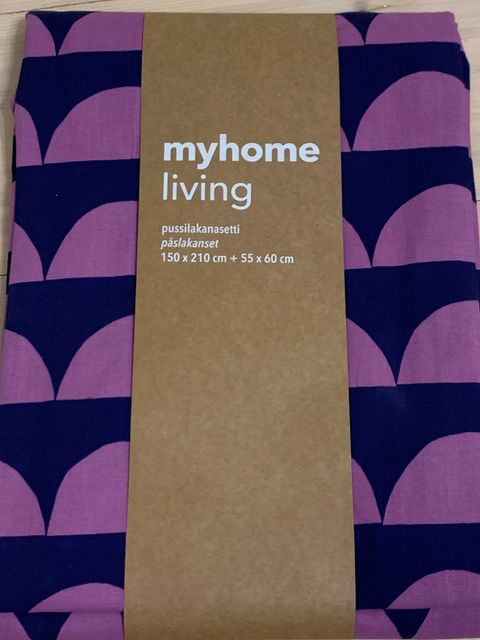 myhome
living
pussilakanasetti
påslakanset
150 x 210 cm + 55 x 60 cm